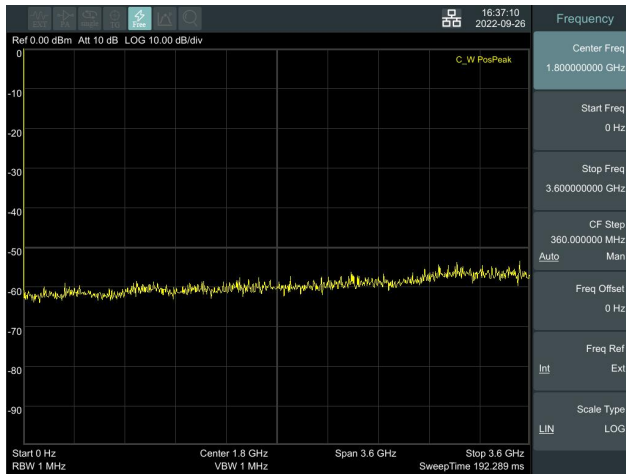 16:37:10
2022-09-26
Frequency
TG
Free
Ref 0.00 dBm Att 10 dB LOG 10.00 dB/div
C_W PosPeak
0
-10
-20
-30
-40
-50
-60
-70
-80
-90
Start 0 Hz
Center 1.8 GHz
Span 3.6 GHz
Stop 3.6 GHz
RBW 1 MHz
VBW 1 MHz
SweepTime 192.289 ms
Center Freq
1.800000000 GHz
Start Freq
0 Hz
Stop Freq
3.600000000 GHz
CF Step
360.000000 MHz
Auto Man
Freq Offset
0 Hz
Freq Ref
Int Ext
Scale Type
LIN LOG